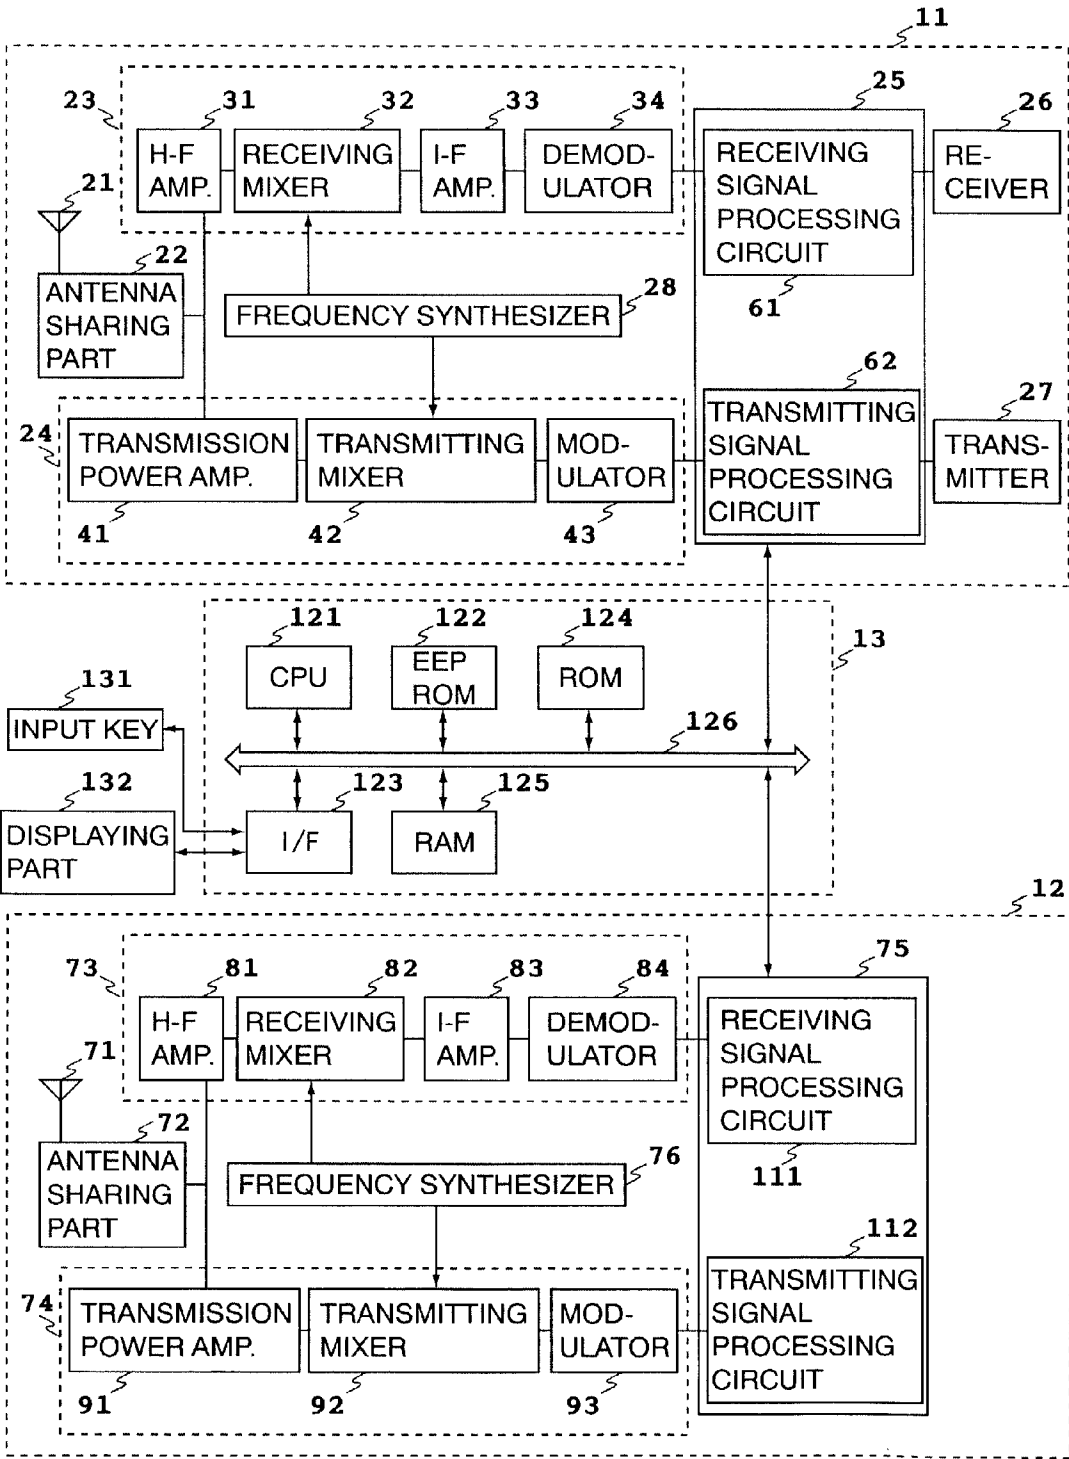 11
23
31
32
33
34
25
26
H-F
AMP.
RECEIVING
MIXER
I-F
AMP.
DEMOD-
ULATOR
RECEIVING
SIGNAL
PROCESSING
CIRCUIT
RE-
CEIVER
21
22
ANTENNA
SHARING
PART
28
FREQUENCY SYNTHESIZER
61
62
27
24
TRANSMISSION
POWER AMP.
TRANSMITTING
MIXER
MOD-
ULATOR
TRANSMITTING
SIGNAL
PROCESSING
CIRCUIT
TRANS-
MITTER
41
42
43
121
122
124
13
CPU
EEP
ROM
ROM
131
INPUT KEY
126
132
DISPLAYING
PART
123
125
I/F
RAM
12
73
81
82
83
84
75
H-F
AMP.
RECEIVING
MIXER
I-F
AMP.
DEMOD-
ULATOR
RECEIVING
SIGNAL
PROCESSING
CIRCUIT
71
72
ANTENNA
SHARING
PART
76
FREQUENCY SYNTHESIZER
111
112
74
TRANSMISSION
POWER AMP.
TRANSMITTING
MIXER
MOD-
ULATOR
TRANSMITTING
SIGNAL
PROCESSING
CIRCUIT
91
92
93